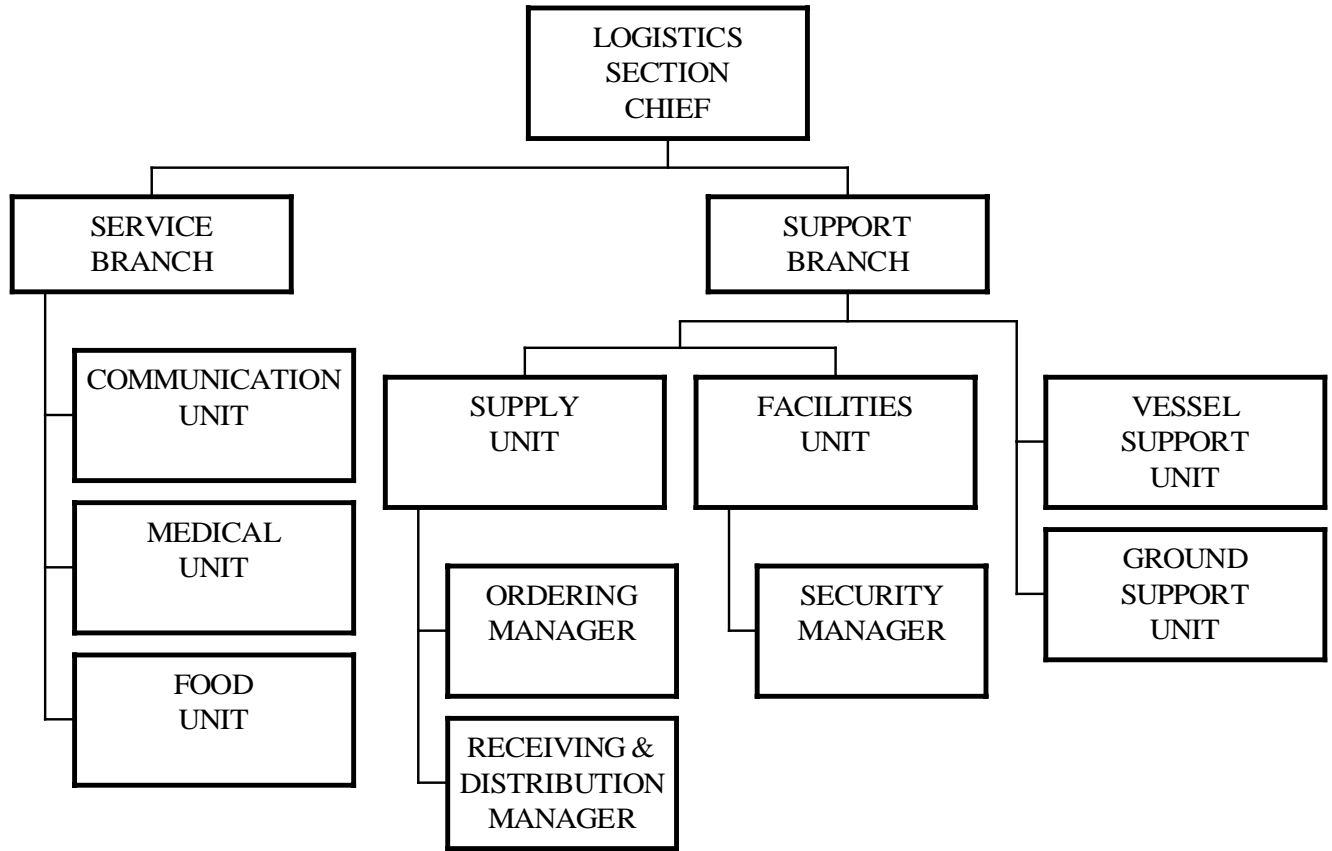 LOGISTICS
SECTION
CHIEF
SERVICE
BRANCH
SUPPORT
BRANCH
COMMUNICATION
UNIT
MEDICAL
UNIT
FOOD
UNIT
SUPPLY
UNIT
ORDERING
MANAGER
RECEIVING &
DISTRIBUTION
MANAGER
FACILITIES
UNIT
SECURITY
MANAGER
VESSEL
SUPPORT
UNIT
GROUND
SUPPORT
UNIT